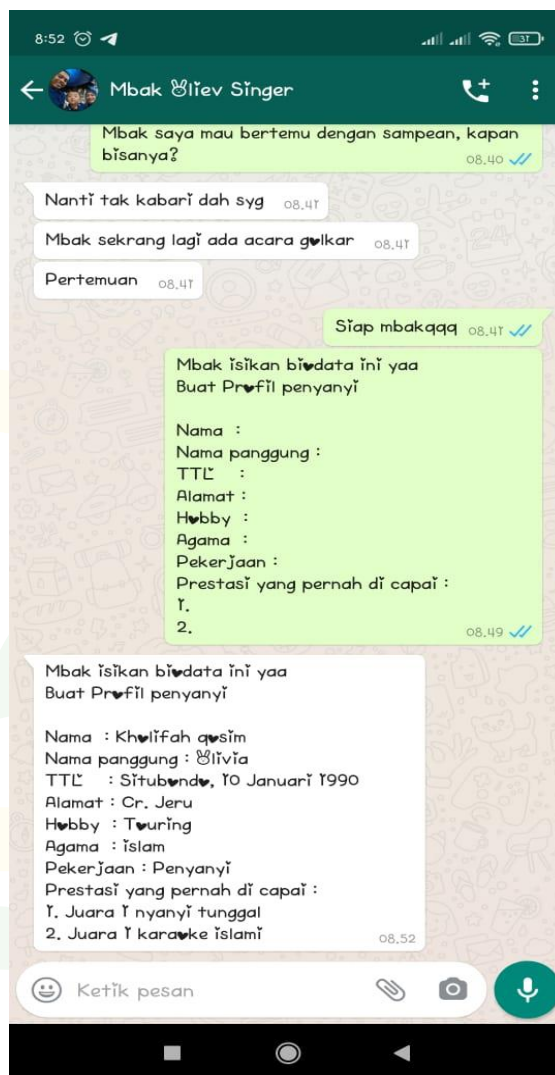 8:52
37
Mbak Oliev Singer
Mbak saya mau bertemu dengan sampean, kapan
bisanya?
08.40
Nanti tak kabari dah syg 08.41
Mbak sekrang lagi ada acara golkar 08.41
Pertemuan 08.41
Siap mbakqqq 08.41
Mbak isikan biodata ini yaa
Buat Profil penyanyi
Nama :
Nama panggung :
TTL :
Alamat :
Hobby :
Agama :
Pekerjaan :
Prestasi yang pernah di capai :
1.
2.
08.49
Mbak isikan biodata ini yaa
Buat Profil penyanyi
Nama : Kholifah qosim
Nama panggung : Olivia
TTL : Situbondo, 10 Januari 1990
Alamat : Cr. Jeru
Hobby : Touring
Agama : islam
Pekerjaan : Penyanyi
Prestasi yang pernah di capai :
1. Juara 1 nyanyi tunggal
2. Juara 1 karaoke islami
08.52
Ketik pesan